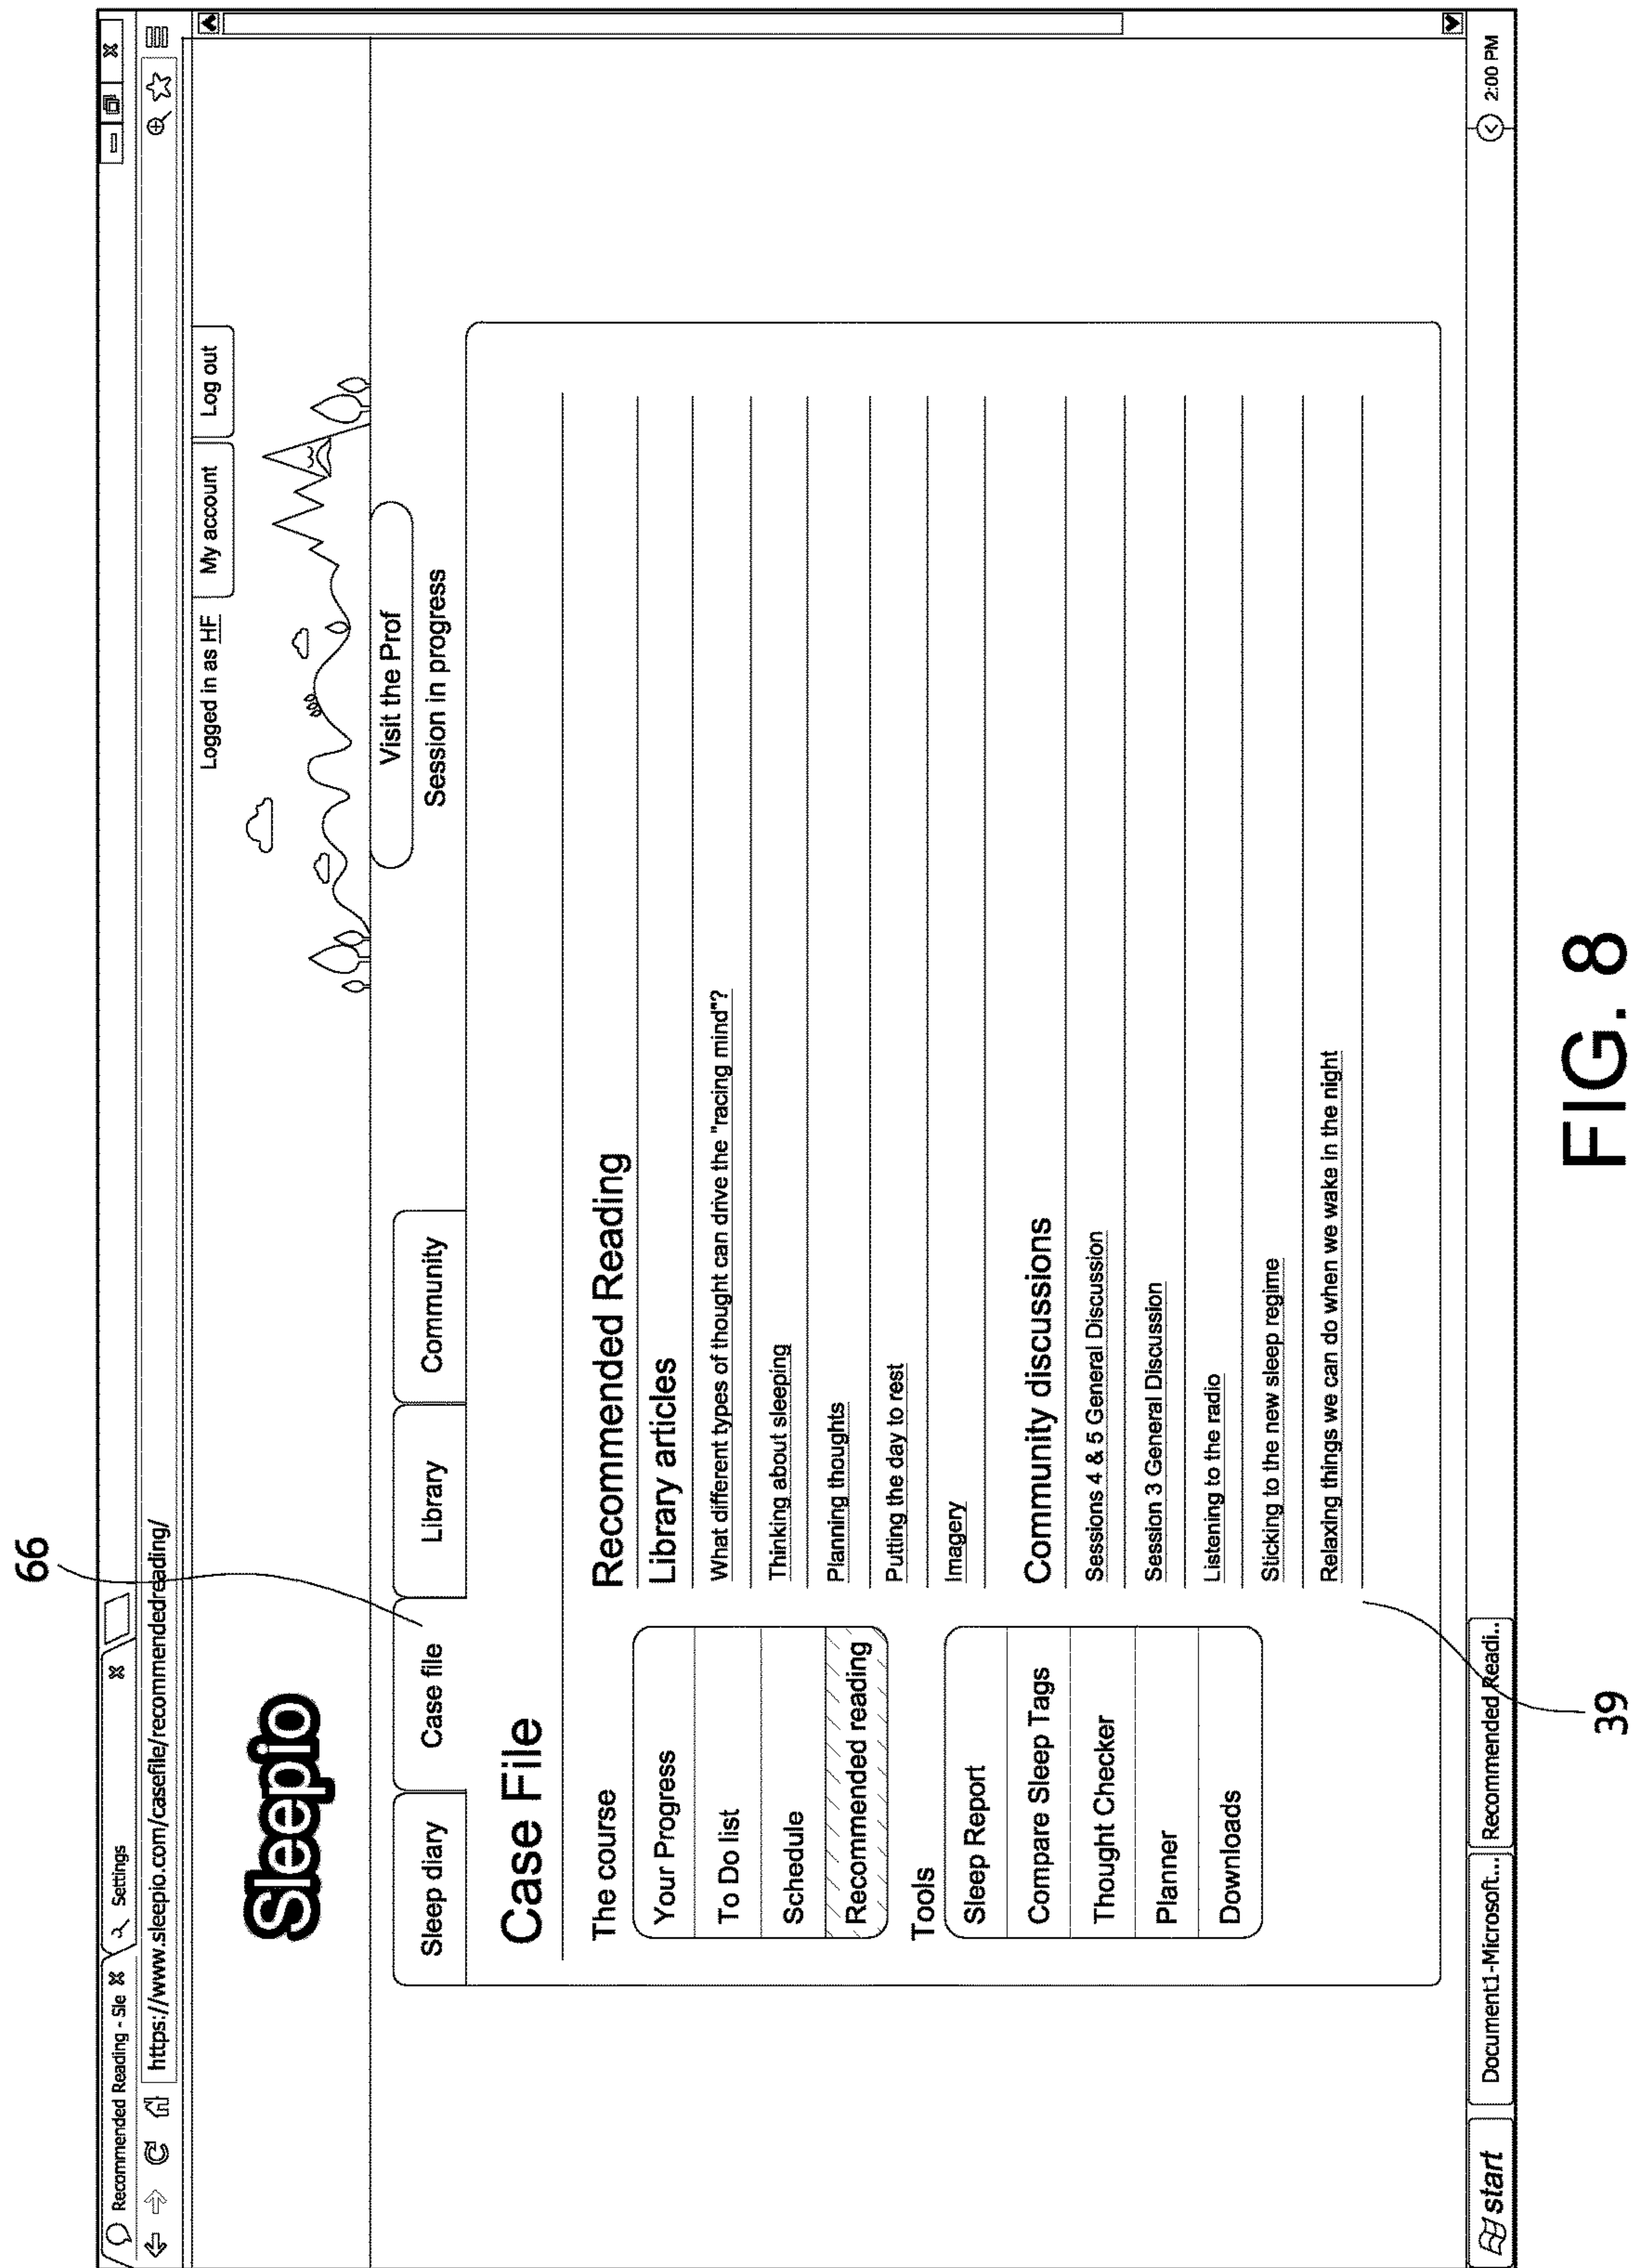 66
Recommended Reading - Sle
Settings
https://www.sleepio.com/casefile/recommendedreading/
Logged in as HF
My account
Log out
Sleepio
Visit the Prof
Session in progress
Sleep diary
Case file
Library
Community
Case File
The course
Your Progress
To Do list
Schedule
Recommended reading
Tools
Sleep Report
Compare Sleep Tags
Thought Checker
Planner
Downloads
Recommended Reading
Library articles
What different types of thought can drive the "racing mind"?
Thinking about sleeping
Planning thoughts
Putting the day to rest
Imagery
Community discussions
Sessions 4 & 5 General Discussion
Session 3 General Discussion
Listening to the radio
Sticking to the new sleep regime
Relaxing things we can do when we wake in the night
start
Document1-Microsoft...
Recommended Readi..
2:00 PM
39
FIG. 8